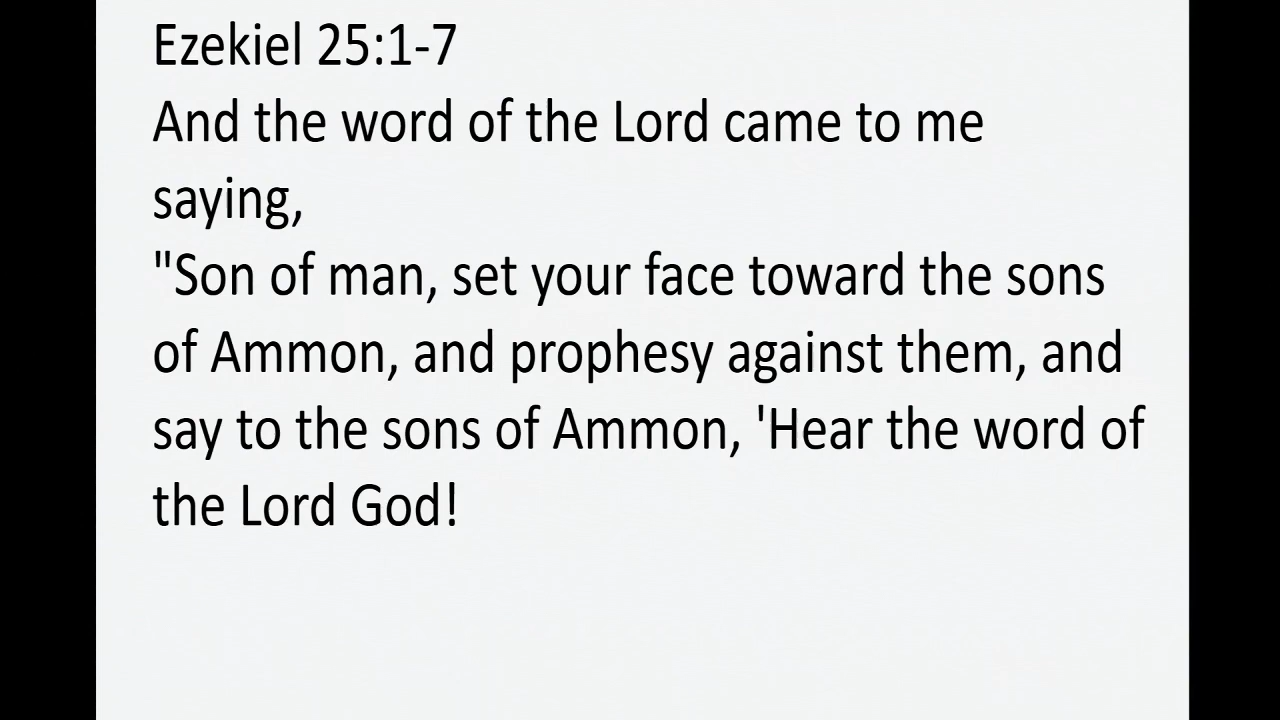 Ezekiel 25:1-7
And the word of the Lord came to me
saying,
"Son of man, set your face toward the sons
of Ammon, and prophesy against them, and
say to the sons of Ammon, 'Hear the word of
the Lord God!